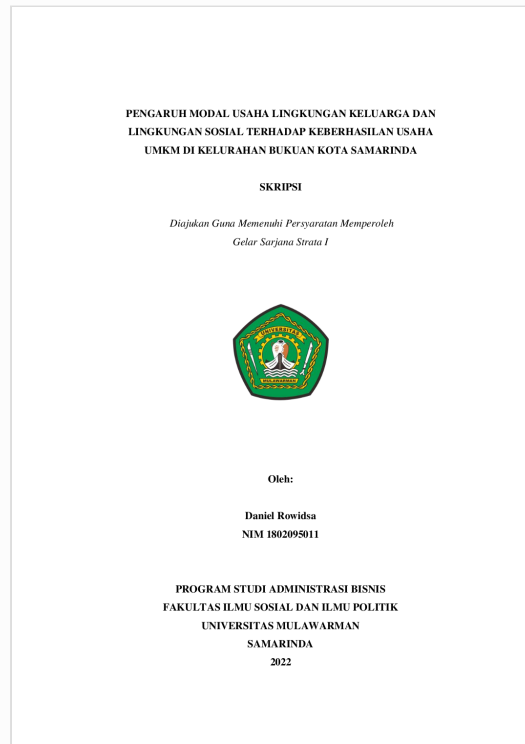 PENGARUH MODAL USAHA LINGKUNGAN KELUARGA DAN
LINGKUNGAN SOSIAL TERHADAP KEBERHASILAN USAHA
UMKM DI KELURAHAN BUKUAN KOTA SAMARINDA
SKRIPSI
Diajukan Guna Memenuhi Persyaratan Memperoleh
Gelar Sarjana Strata I
UNIVERSITAS
MULAWARMAN
Oleh:
Daniel Rowidsa
NIM 1802095011
PROGRAM STUDI ADMINISTRASI BISNIS
FAKULTAS ILMU SOSIAL DAN ILMU POLITIK
UNIVERSITAS MULAWARMAN
SAMARINDA
2022